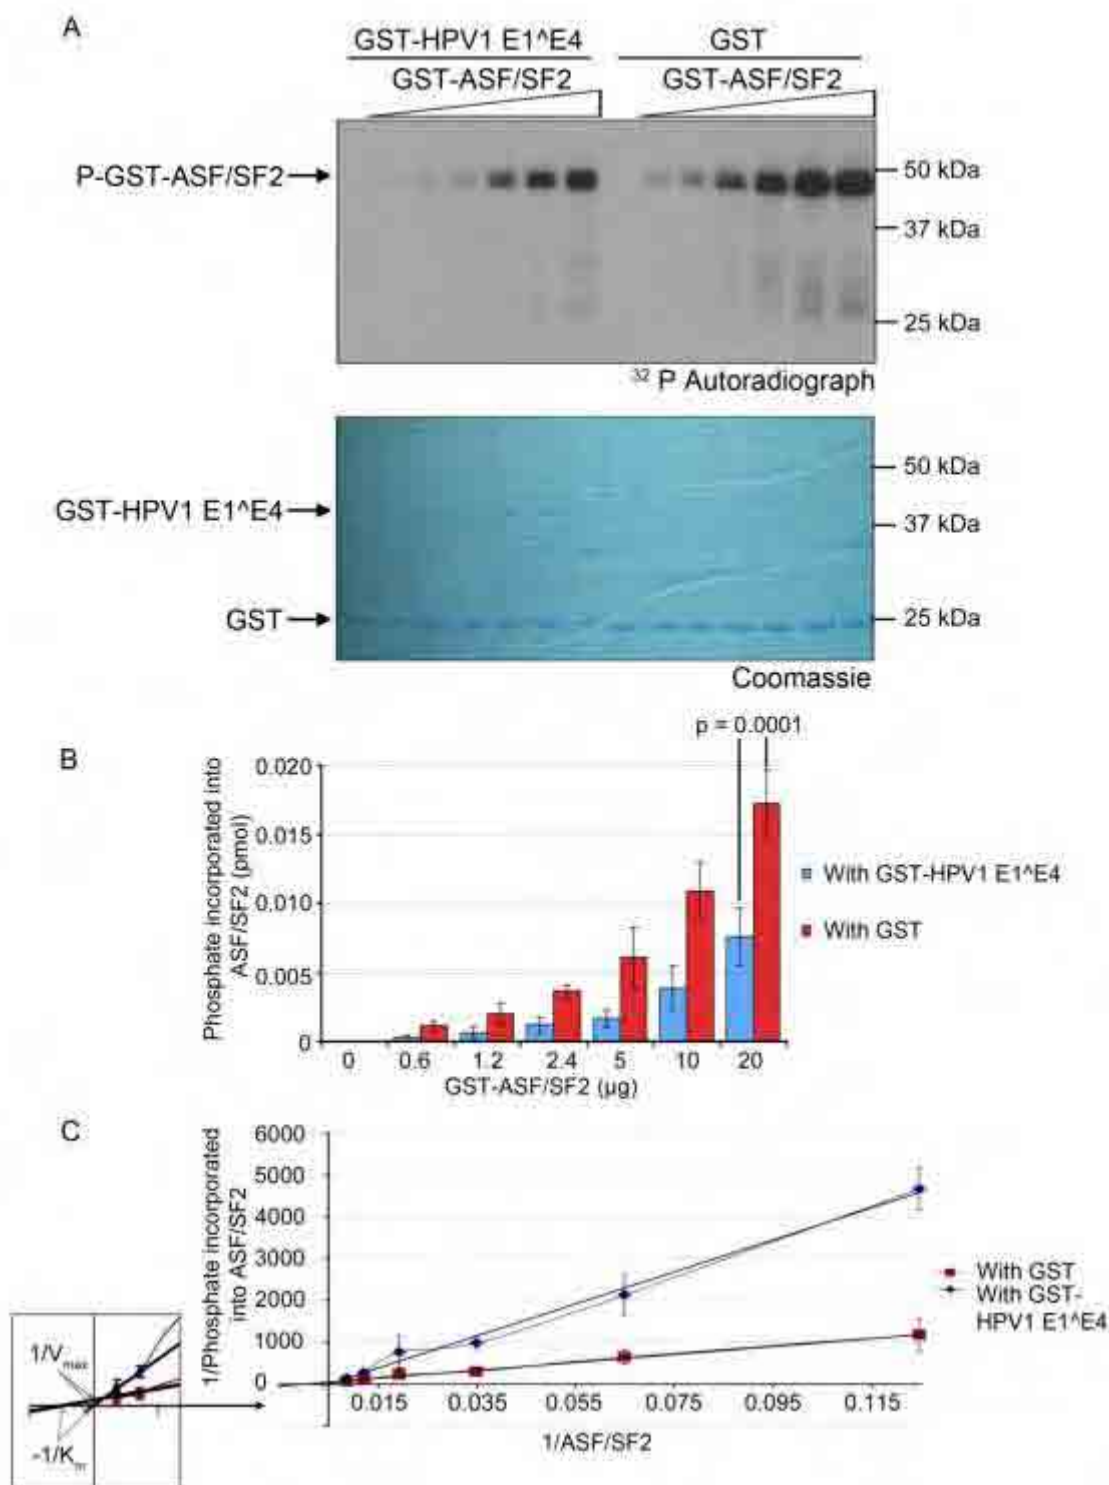 A
GST-HPV1 E1^E4 GST
GST-ASF/SF2 GST-ASF/SF2
P-GST-ASF/SF2
50 kDa
37 kDa
25 kDa
32 P Autoradiograph
GST-HPV1 E1^E4
GST
50 kDa
37 kDa
25 kDa
Coomassie
B
p = 0.0001
Phosphate incorporated into
ASF/SF2 (pmol)
0.020
0.015
0.010
0.005
0
With GST-HPV1 E1^E4
With GST
0 0.6 1.2 2.4 5 10 20
GST-ASF/SF2 (µg)
C
1/Phosphate incorporated
into ASF/SF2
6000
5000
4000
3000
2000
1000
0
With GST
With GST-
HPV1 E1^E4
0.015 0.035 0.055 0.075 0.095 0.115
1/ASF/SF2
1/Vmax
-1/Km